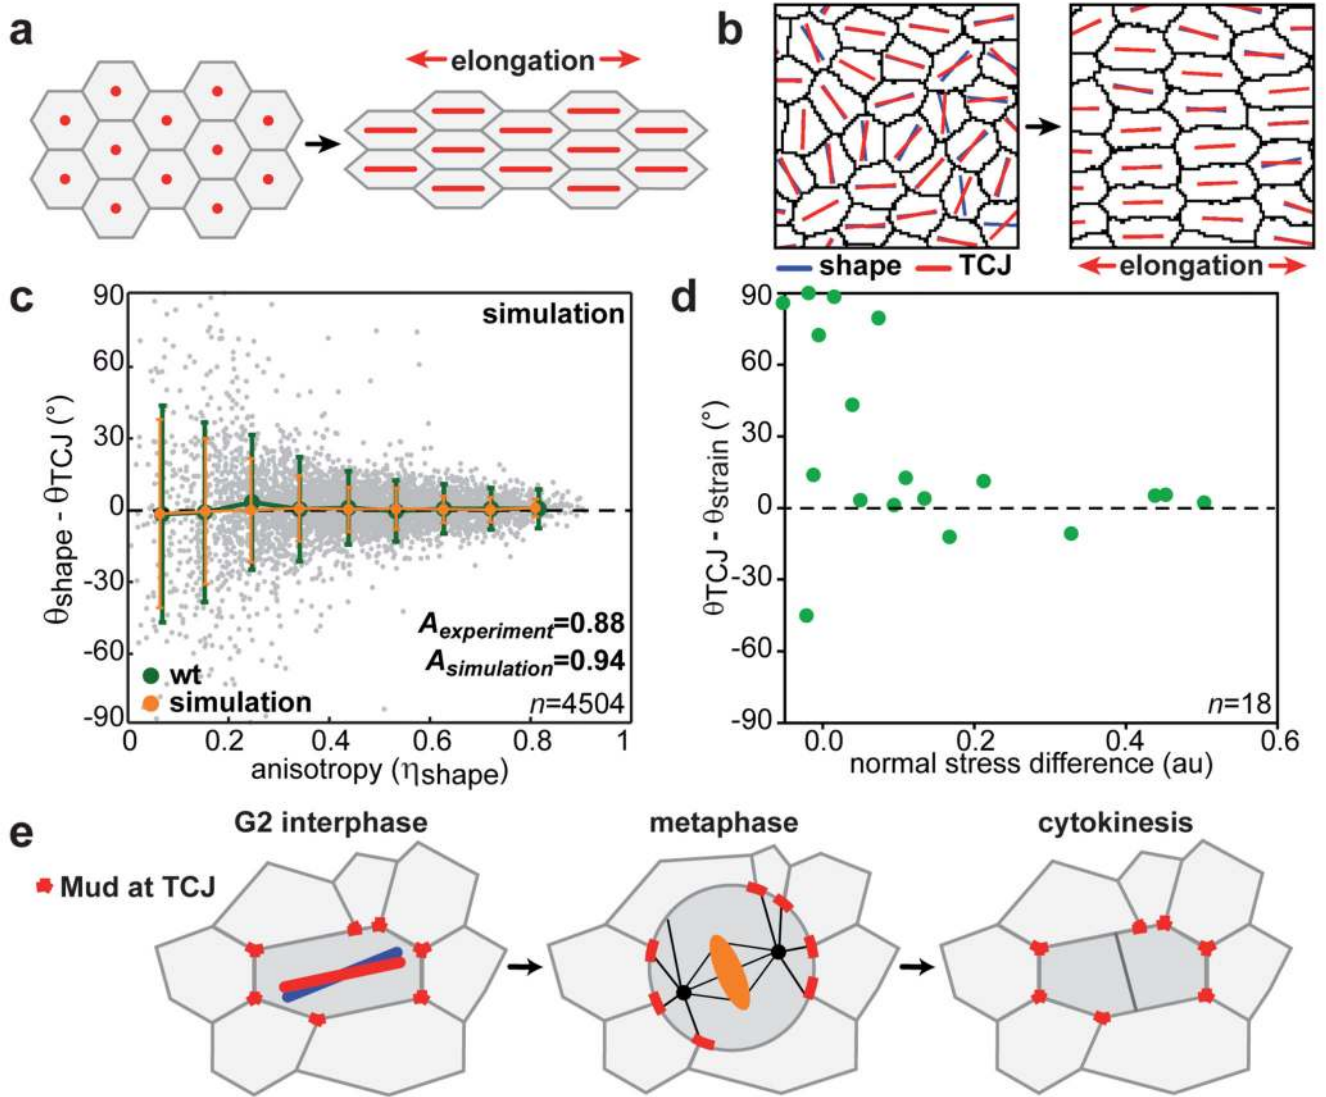 a
elongation
b
shape TCJ
elongation
c
simulation
θshape - θTCJ (°)
90
60
30
0
-30
-60
-90
Aexperiment=0.88
Asimulation=0.94
n=4504
wt
simulation
0 0.2 0.4 0.6 0.8 1
anisotropy (ηshape)
d
θTCJ - θstrain (°)
90
60
30
0
-30
-60
-90
n=18
0.0 0.2 0.4 0.6
normal stress difference (au)
e
G2 interphase metaphase cytokinesis
Mud at TCJ